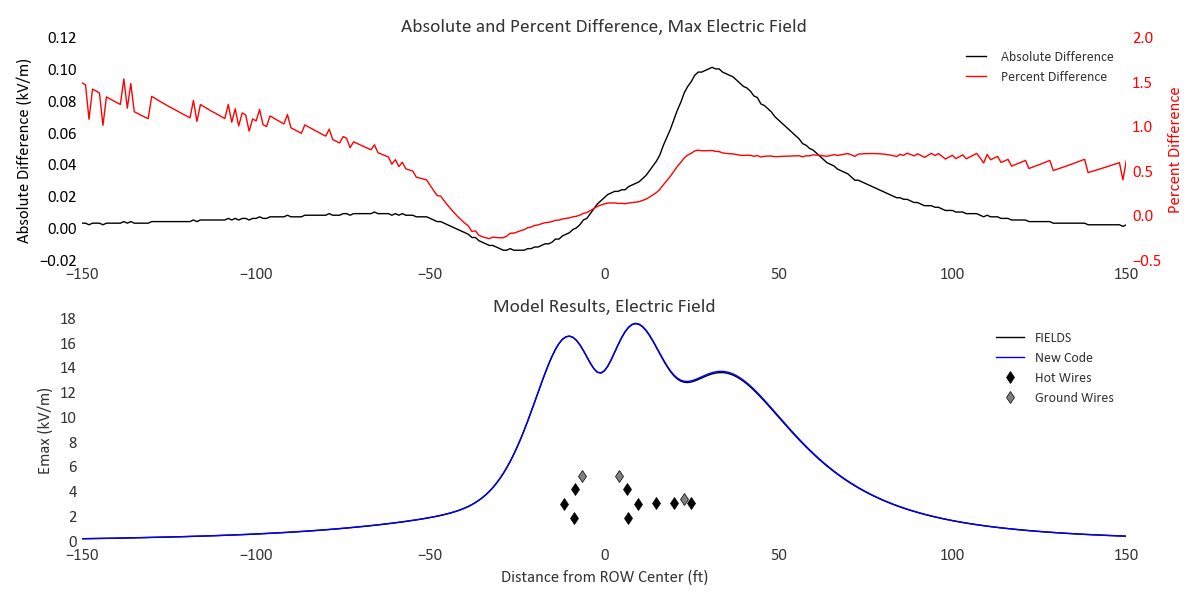 Absolute and Percent Difference, Max Electric Field
0.12
0.10
0.08
0.06
0.04
0.02
0.00
−0.02
Absolute Difference (kV/m)
Absolute Difference
Percent Difference
2.0
1.5
1.0
0.5
0.0
−0.5
Percent Difference
−150 −100 −50 0 50 100 150
Model Results, Electric Field
18
16
14
12
10
8
6
4
2
0
Emax (kV/m)
FIELDS
New Code
Hot Wires
Ground Wires
−150 −100 −50 0 50 100 150
Distance from ROW Center (ft)